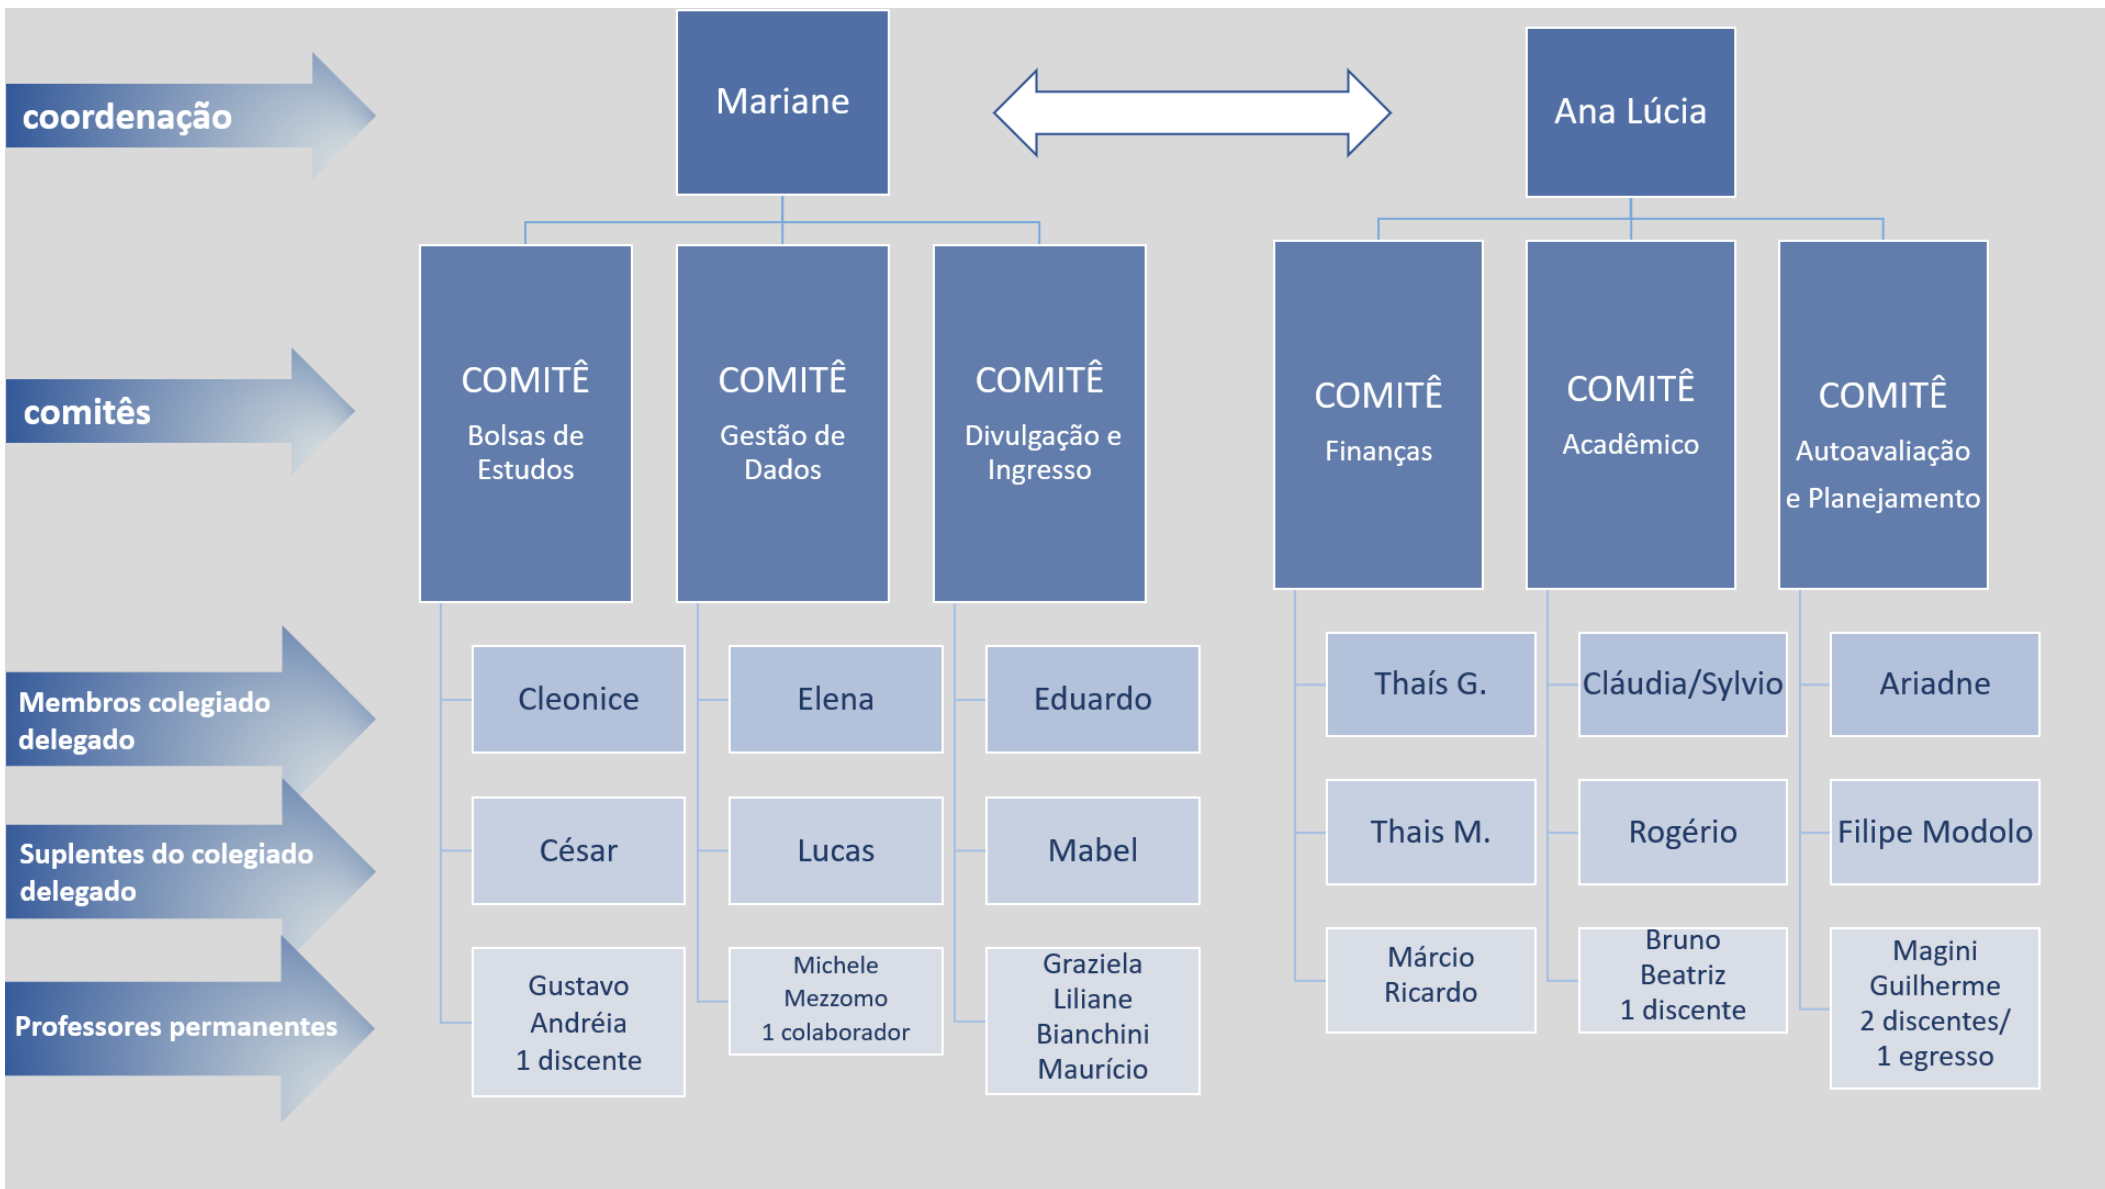 coordenação
Mariane
Ana Lúcia
comitês
COMITÊ
Bolsas de
Estudos
COMITÊ
Gestão de
Dados
COMITÊ
Divulgação e
Ingresso
COMITÊ
Finanças
COMITÊ
Acadêmico
COMITÊ
Autoavaliação
e Planejamento
Membros colegiado
delegado
Cleonice
Elena
Eduardo
Thaís G.
Cláudia/Sylvio
Ariadne
Suplentes do colegiado
delegado
César
Lucas
Mabel
Thais M.
Rogério
Filipe Modolo
Professores permanentes
Gustavo
Andréia
1 discente
Michele
Mezzomo
1 colaborador
Graziela
Liliane
Bianchini
Maurício
Márcio
Ricardo
Bruno
Beatriz
1 discente
Magini
Guilherme
2 discentes/
1 egresso